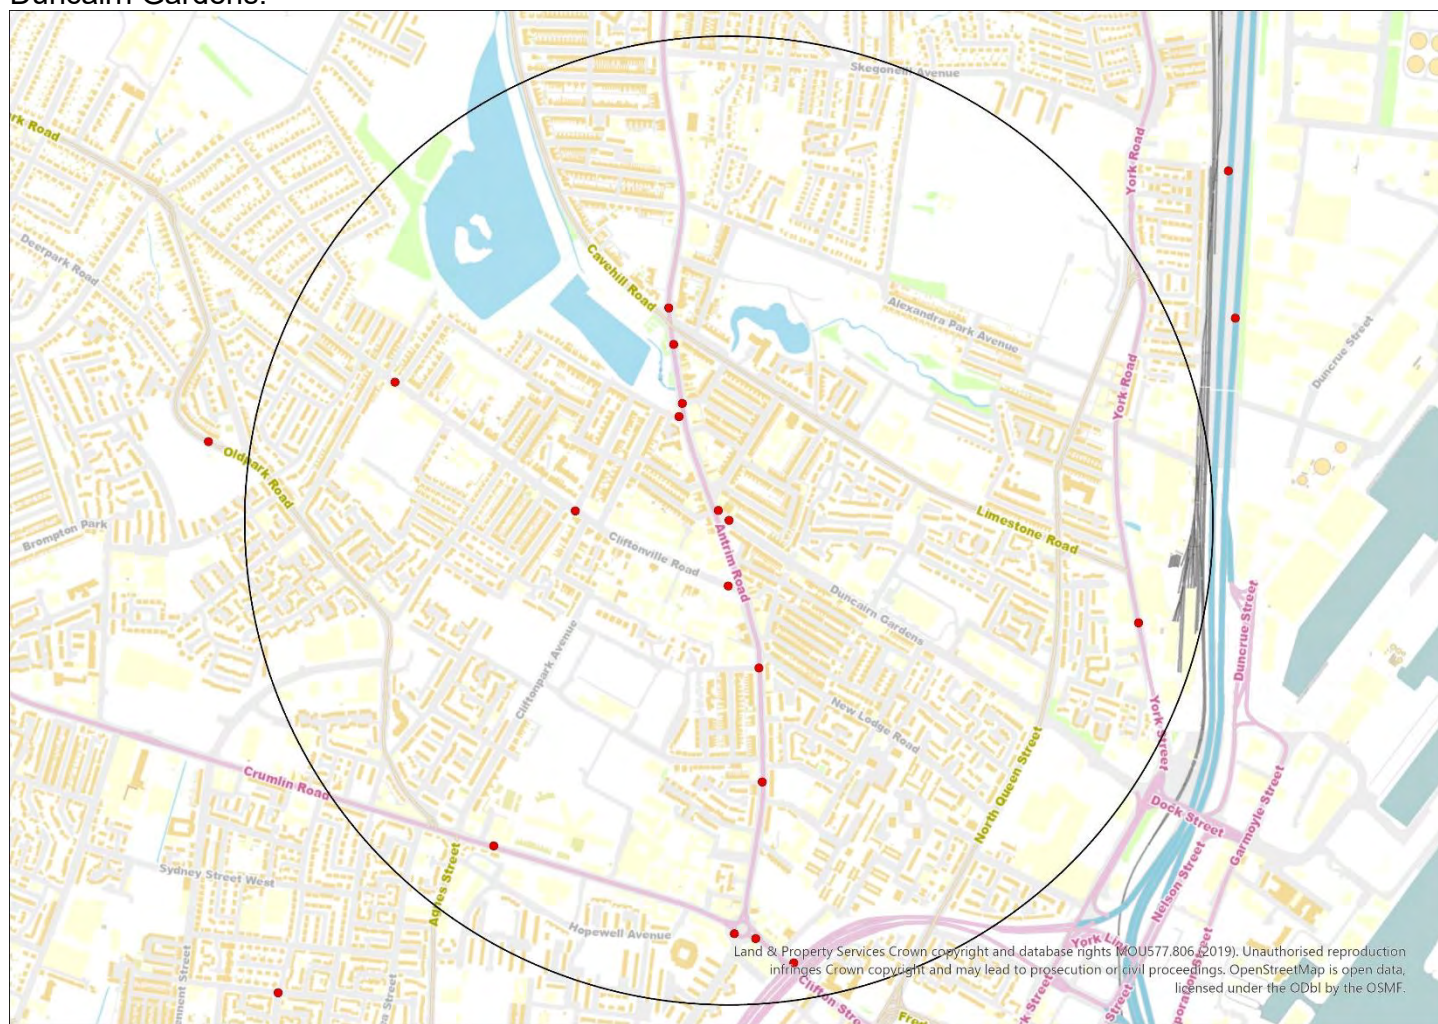 Duncairn Gardens.
Skegoneill Avenue
York Road
Deerpark Road
Cavehill Road
Alexandra Park Avenue
Duncrue Street
York Road
Oldpark Road
Limestone Road
Brompton Park
Antrim Road
Cliftonville Road
Duncairn Gardens
Duncrue Street
Cliftonpark Avenue
New Lodge Road
York Street
Crumlin Road
North Queen Street
Dock Street
Garmoyle Street
Sydney Street West
Agnes Street
Nelson Street
Hopewell Avenue
Land & Property Services Crown copyright and database rights MOU577.806 (2019). Unauthorised reproduction
infringes Crown copyright and may lead to prosecution or civil proceedings. OpenStreetMap is open data,
licensed under the ODbl by the OSMF.
Street